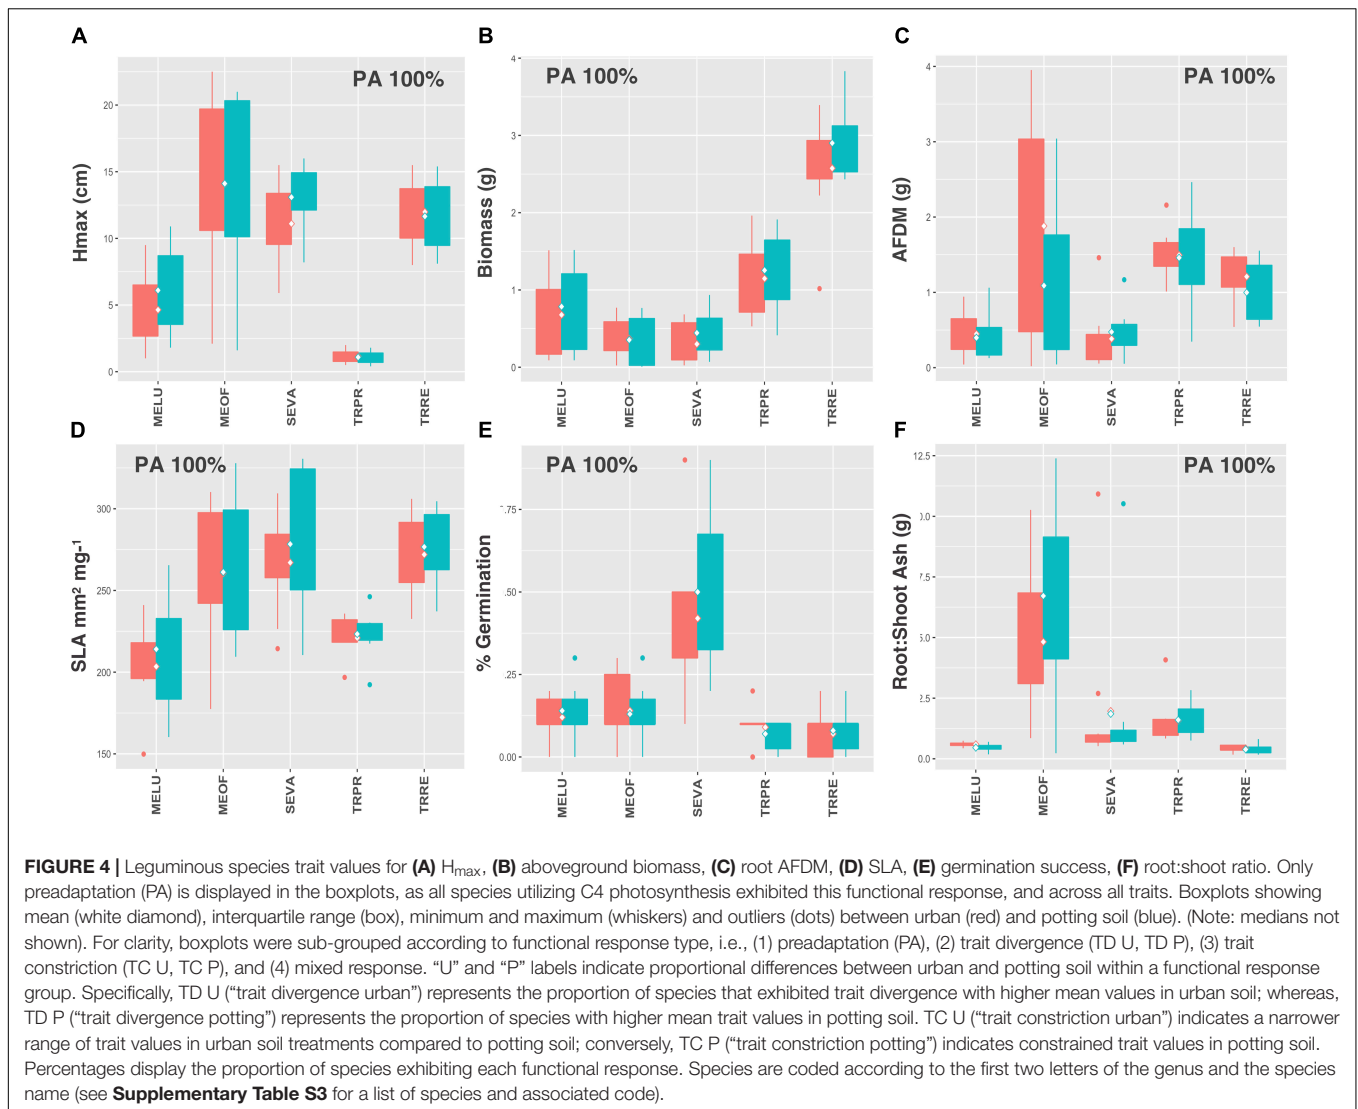 A
PA 100%
Hmax (cm)
20
15
10
5
0
MELU
MEOF
SEVA
TRPR
TRRE
B
PA 100%
Biomass (g)
4
3
2
1
0
MELU
MEOF
SEVA
TRPR
TRRE
C
PA 100%
AFDM (g)
4
3
2
1
0
MELU
MEOF
SEVA
TRPR
TRRE
D
PA 100%
SLA mm² mg-¹
300
250
200
150
MELU
MEOF
SEVA
TRPR
TRRE
E
PA 100%
% Germination
.75
.50
.25
0.00
MELU
MEOF
SEVA
TRPR
TRRE
F
PA 100%
Root:Shoot Ash (g)
12.5
0.0
7.5
5.0
2.5
0.0
MELU
MEOF
SEVA
TRPR
TRRE
FIGURE 4 | Leguminous species trait values for (A) Hmax, (B) aboveground biomass, (C) root AFDM, (D) SLA, (E) germination success, (F) root:shoot ratio. Only
preadaptation (PA) is displayed in the boxplots, as all species utilizing C4 photosynthesis exhibited this functional response, and across all traits. Boxplots showing
mean (white diamond), interquartile range (box), minimum and maximum (whiskers) and outliers (dots) between urban (red) and potting soil (blue). (Note: medians not
shown). For clarity, boxplots were sub-grouped according to functional response type, i.e., (1) preadaptation (PA), (2) trait divergence (TD U, TD P), (3) trait
constriction (TC U, TC P), and (4) mixed response. “U” and “P” labels indicate proportional differences between urban and potting soil within a functional response
group. Specifically, TD U (“trait divergence urban”) represents the proportion of species that exhibited trait divergence with higher mean values in urban soil; whereas,
TD P (“trait divergence potting”) represents the proportion of species with higher mean trait values in potting soil. TC U (“trait constriction urban”) indicates a narrower
range of trait values in urban soil treatments compared to potting soil; conversely, TC P (“trait constriction potting”) indicates constrained trait values in potting soil.
Percentages display the proportion of species exhibiting each functional response. Species are coded according to the first two letters of the genus and the species
name (see Supplementary Table S3 for a list of species and associated code).